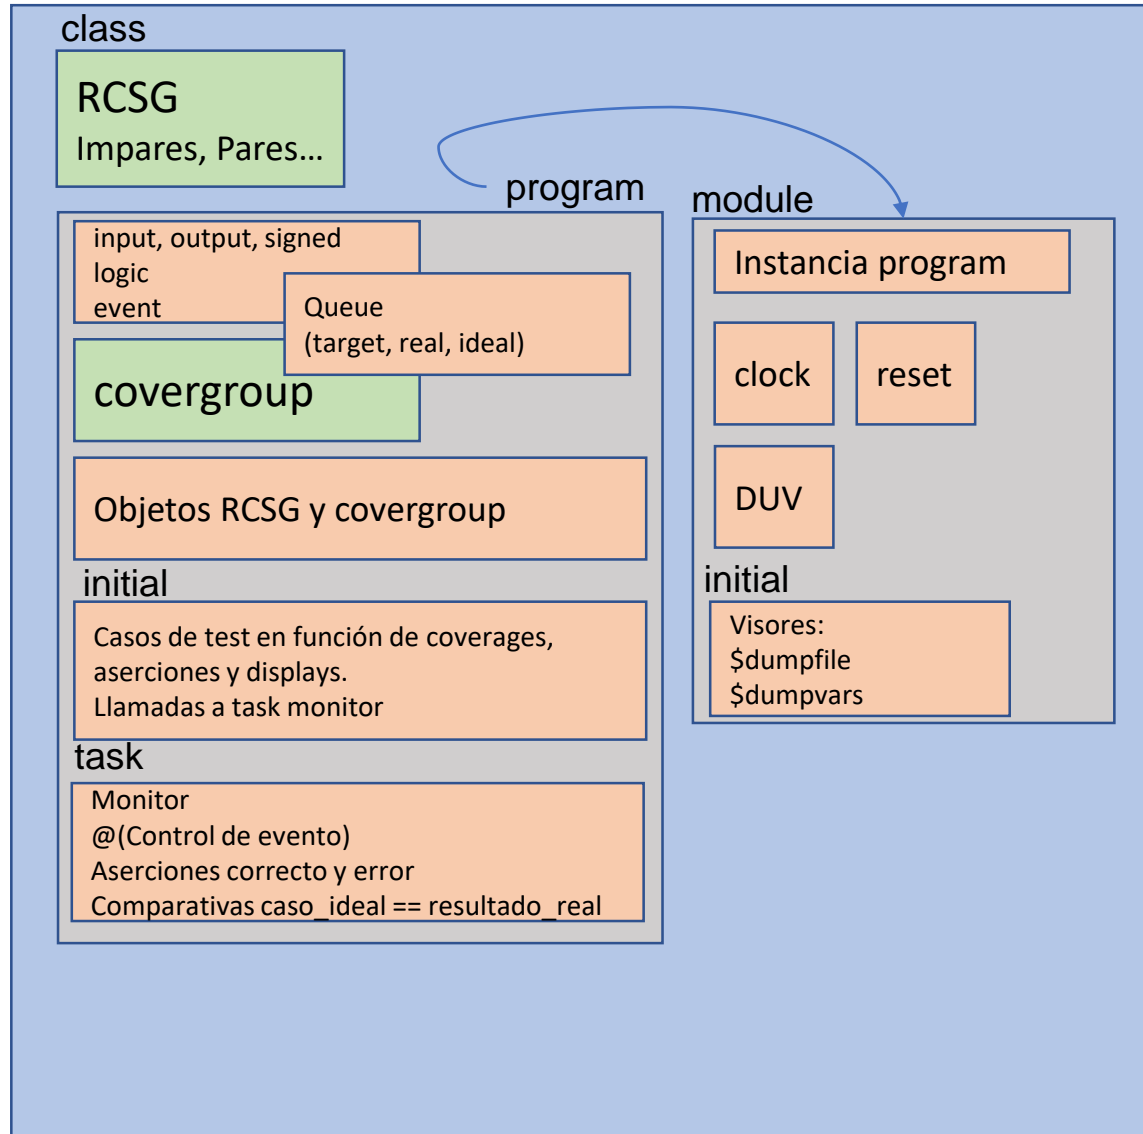 class
RCSG
Impares, Pares…
program
input, output, signed
logic
event
Queue
(target, real, ideal)
covergroup
Objetos RCSG y covergroup
initial
Casos de test en función de coverages,
aserciones y displays.
Llamadas a task monitor
task
Monitor
@(Control de evento)
Aserciones correcto y error
Comparativas caso_ideal == resultado_real
module
Instancia program
clock
reset
DUV
initial
Visores:
$dumpfile
$dumpvars